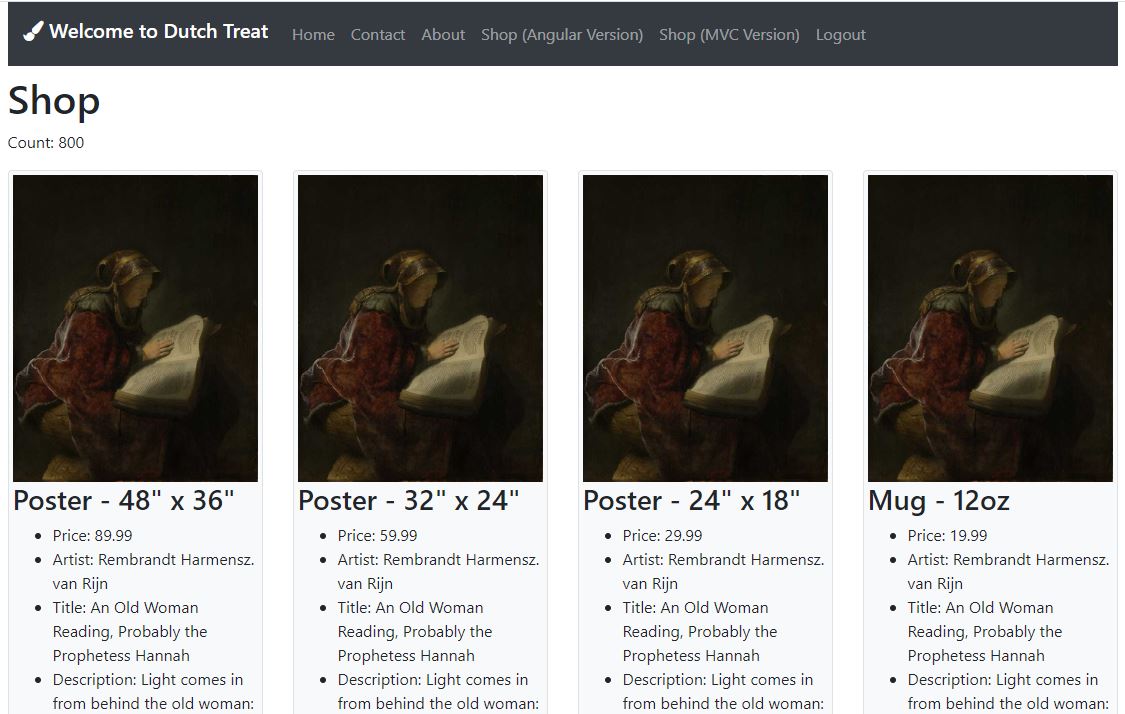 Welcome to Dutch Treat Home Contact About Shop (Angular Version) Shop (MVC Version) Logout
Shop
Count: 800
Poster - 48" x 36"
• Price: 89.99
• Artist: Rembrandt Harmensz.
van Rijn
• Title: An Old Woman
Reading, Probably the
Prophetess Hannah
• Description: Light comes in
from behind the old woman:
Poster - 32" x 24"
• Price: 59.99
• Artist: Rembrandt Harmensz.
van Rijn
• Title: An Old Woman
Reading, Probably the
Prophetess Hannah
• Description: Light comes in
from behind the old woman:
Poster - 24" x 18"
• Price: 29.99
• Artist: Rembrandt Harmensz.
van Rijn
• Title: An Old Woman
Reading, Probably the
Prophetess Hannah
• Description: Light comes in
from behind the old woman:
Mug - 12oz
• Price: 19.99
• Artist: Rembrandt Harmensz.
van Rijn
• Title: An Old Woman
Reading, Probably the
Prophetess Hannah
• Description: Light comes in
from behind the old woman: